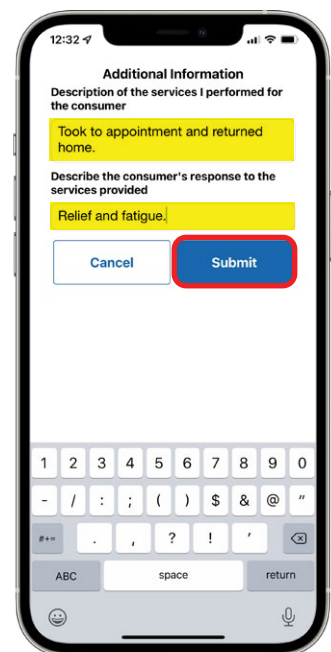 12:32
Additional Information
Description of the services I performed for
the consumer
Took to appointment and returned
home.
Describe the consumer's response to the
services provided
Relief and fatigue.
Cancel Submit
1 2 3 4 5 6 7 8 9 0
- / : ; ( ) $ & @ "
#+= . , ? ! '
ABC space return